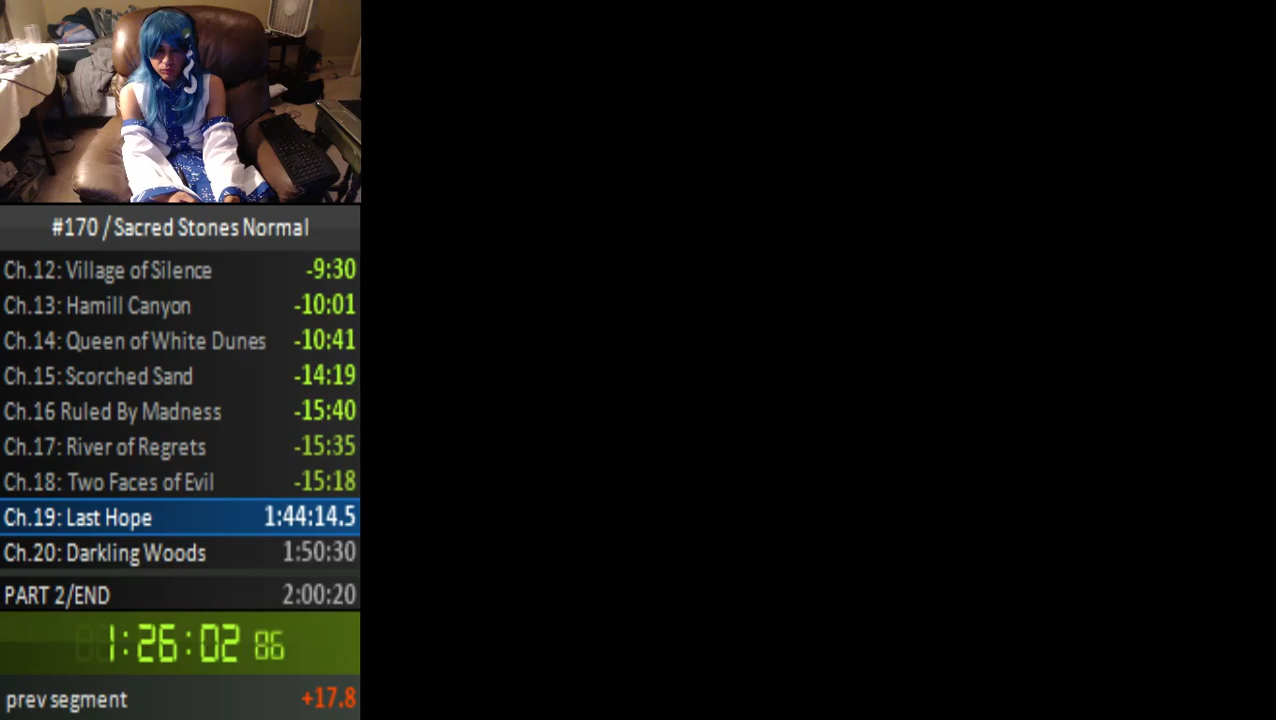 #170 / Sacred Stones Normal
Ch.12: Village of Silence -9:30
Ch.13: Hamill Canyon -10:01
Ch.14: Queen of White Dunes -10:41
Ch.15: Scorched Sand -14:19
Ch.16 Ruled By Madness -15:40
Ch.17: River of Regrets -15:35
Ch.18: Two Faces of Evil -15:18
Ch.19: Last Hope 1:44:14.5
Ch.20: Darkling Woods 1:50:30
PART 2/END 2:00:20
1:26:02 86
prev segment +17.8